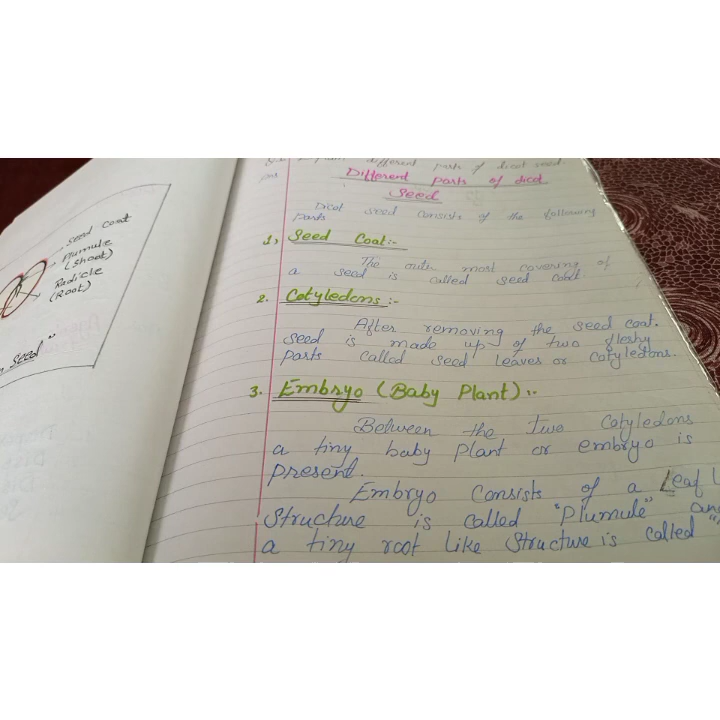 Seed coat
Plumule
(Shoot)
Radicle
(Root)
Seed"
different parts of dicot seed.
Different parts of dicot
Seed
Dicot seed consists of the following
parts
1, Seed Coat:-
The outer most covering of
a seed is called seed coat.
2. Cotyledons :-
After removing the seed coat.
seed is made up of two fleshy
parts called seed leaves or cotyledons.
3. Embryo (Baby Plant) :-
Between the two cotyledons
a tiny baby plant or embryo is
present.
Embryo consists of a Leaf
structure is called "Plumule"
a tiny root like structure is called "